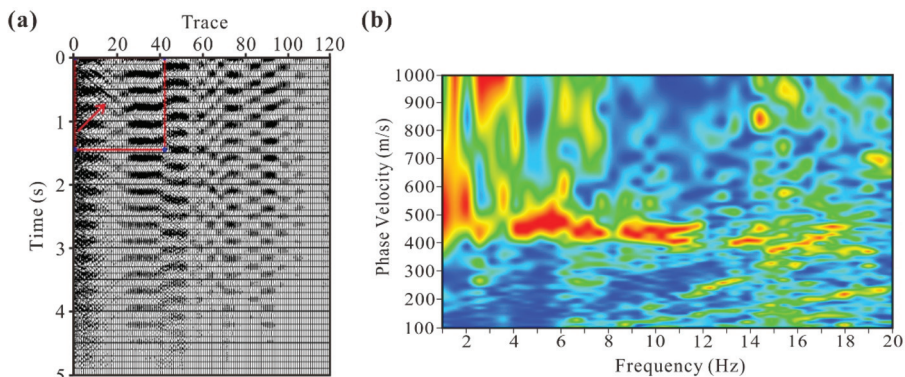 (a)
Trace
0 20 40 60 80 100 120
0
1
2
3
4
5
Time (s)
(b)
1000
900
800
700
600
500
400
300
200
100
Phase Velocity (m/s)
2 4 6 8 10 12 14 16 18 20
Frequency (Hz)